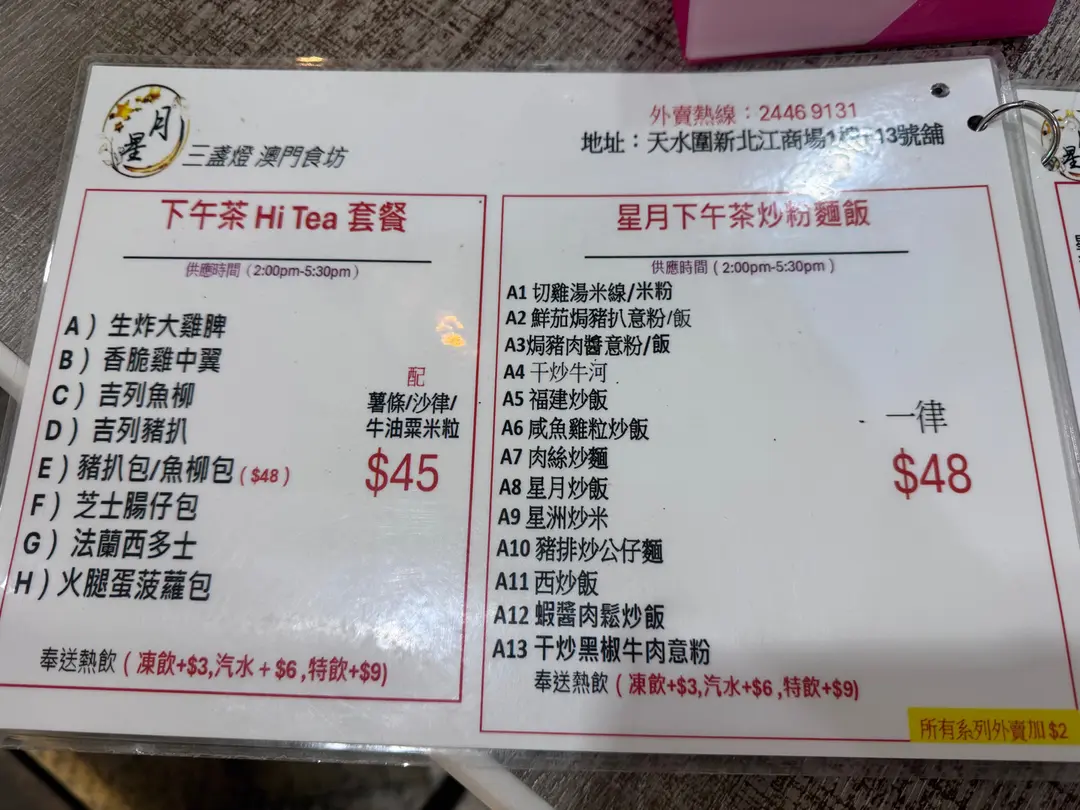 星月
三盞燈 澳門食坊
外賣熱線：2446 9131
地址：天水圍新北江商場1樓 13號舖
下午茶 Hi Tea 套餐
供應時間（2:00pm-5:30pm）
A）生炸大雞脾
B）香脆雞中翼
C）吉列魚柳
D）吉列豬扒
E）豬扒包/魚柳包（$48）
F）芝士腸仔包
G）法蘭西多士
H）火腿蛋菠蘿包
配
薯條/沙律/
牛油粟米粒
$45
奉送熱飲（凍飲+$3,汽水+$6,特飲+$9)
星月下午茶炒粉麵飯
供應時間（2:00pm-5:30pm）
A1 切雞湯米線/米粉
A2 鮮茄焗豬扒意粉/飯
A3焗豬肉醬意粉/飯
A4 干炒牛河
A5 福建炒飯
A6 咸魚雞粒炒飯
A7 肉絲炒麵
A8 星月炒飯
A9 星洲炒米
A10 豬排炒公仔麵
A11 西炒飯
A12 蝦醬肉鬆炒飯
A13 干炒黑椒牛肉意粉
一律
$48
奉送熱飲（凍飲+$3,汽水+$6,特飲+$9)
所有系列外賣加 $2